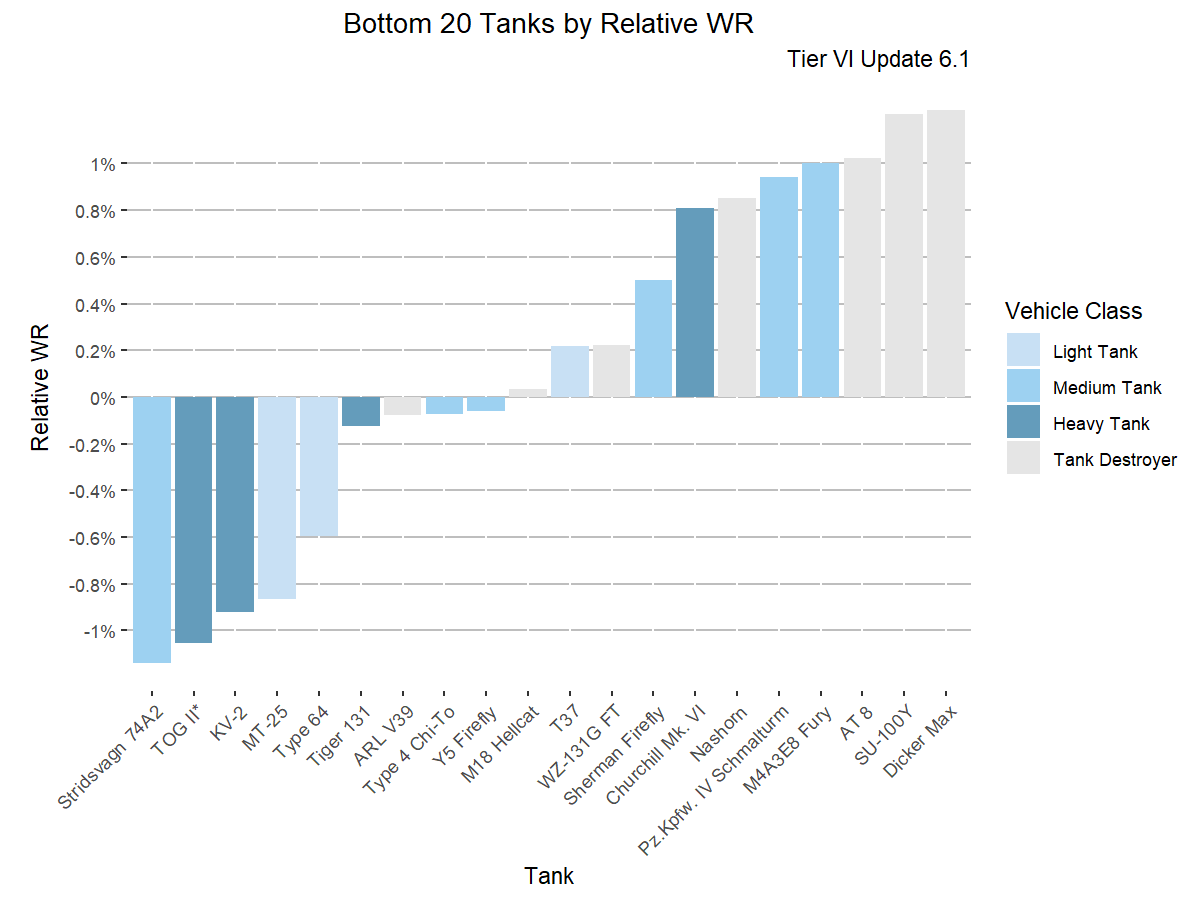 Bottom 20 Tanks by Relative WR
Tier VI Update 6.1
Relative WR
1%
0.8%
0.6%
0.4%
0.2%
0%
-0.2%
-0.4%
-0.6%
-0.8%
-1%
Stridsvagn 74A2
TOG II*
KV-2
MT-25
Type 64
Tiger 131
ARL V39
Type 4 Chi-To
Y5 Firefly
M18 Hellcat
T37
WZ-131G FT
Sherman Firefly
Churchill Mk. VI
Nashorn
Pz.Kpfw. IV Schmalturm
M4A3E8 Fury
AT 8
SU-100Y
Dicker Max
Tank
Vehicle Class
Light Tank
Medium Tank
Heavy Tank
Tank Destroyer